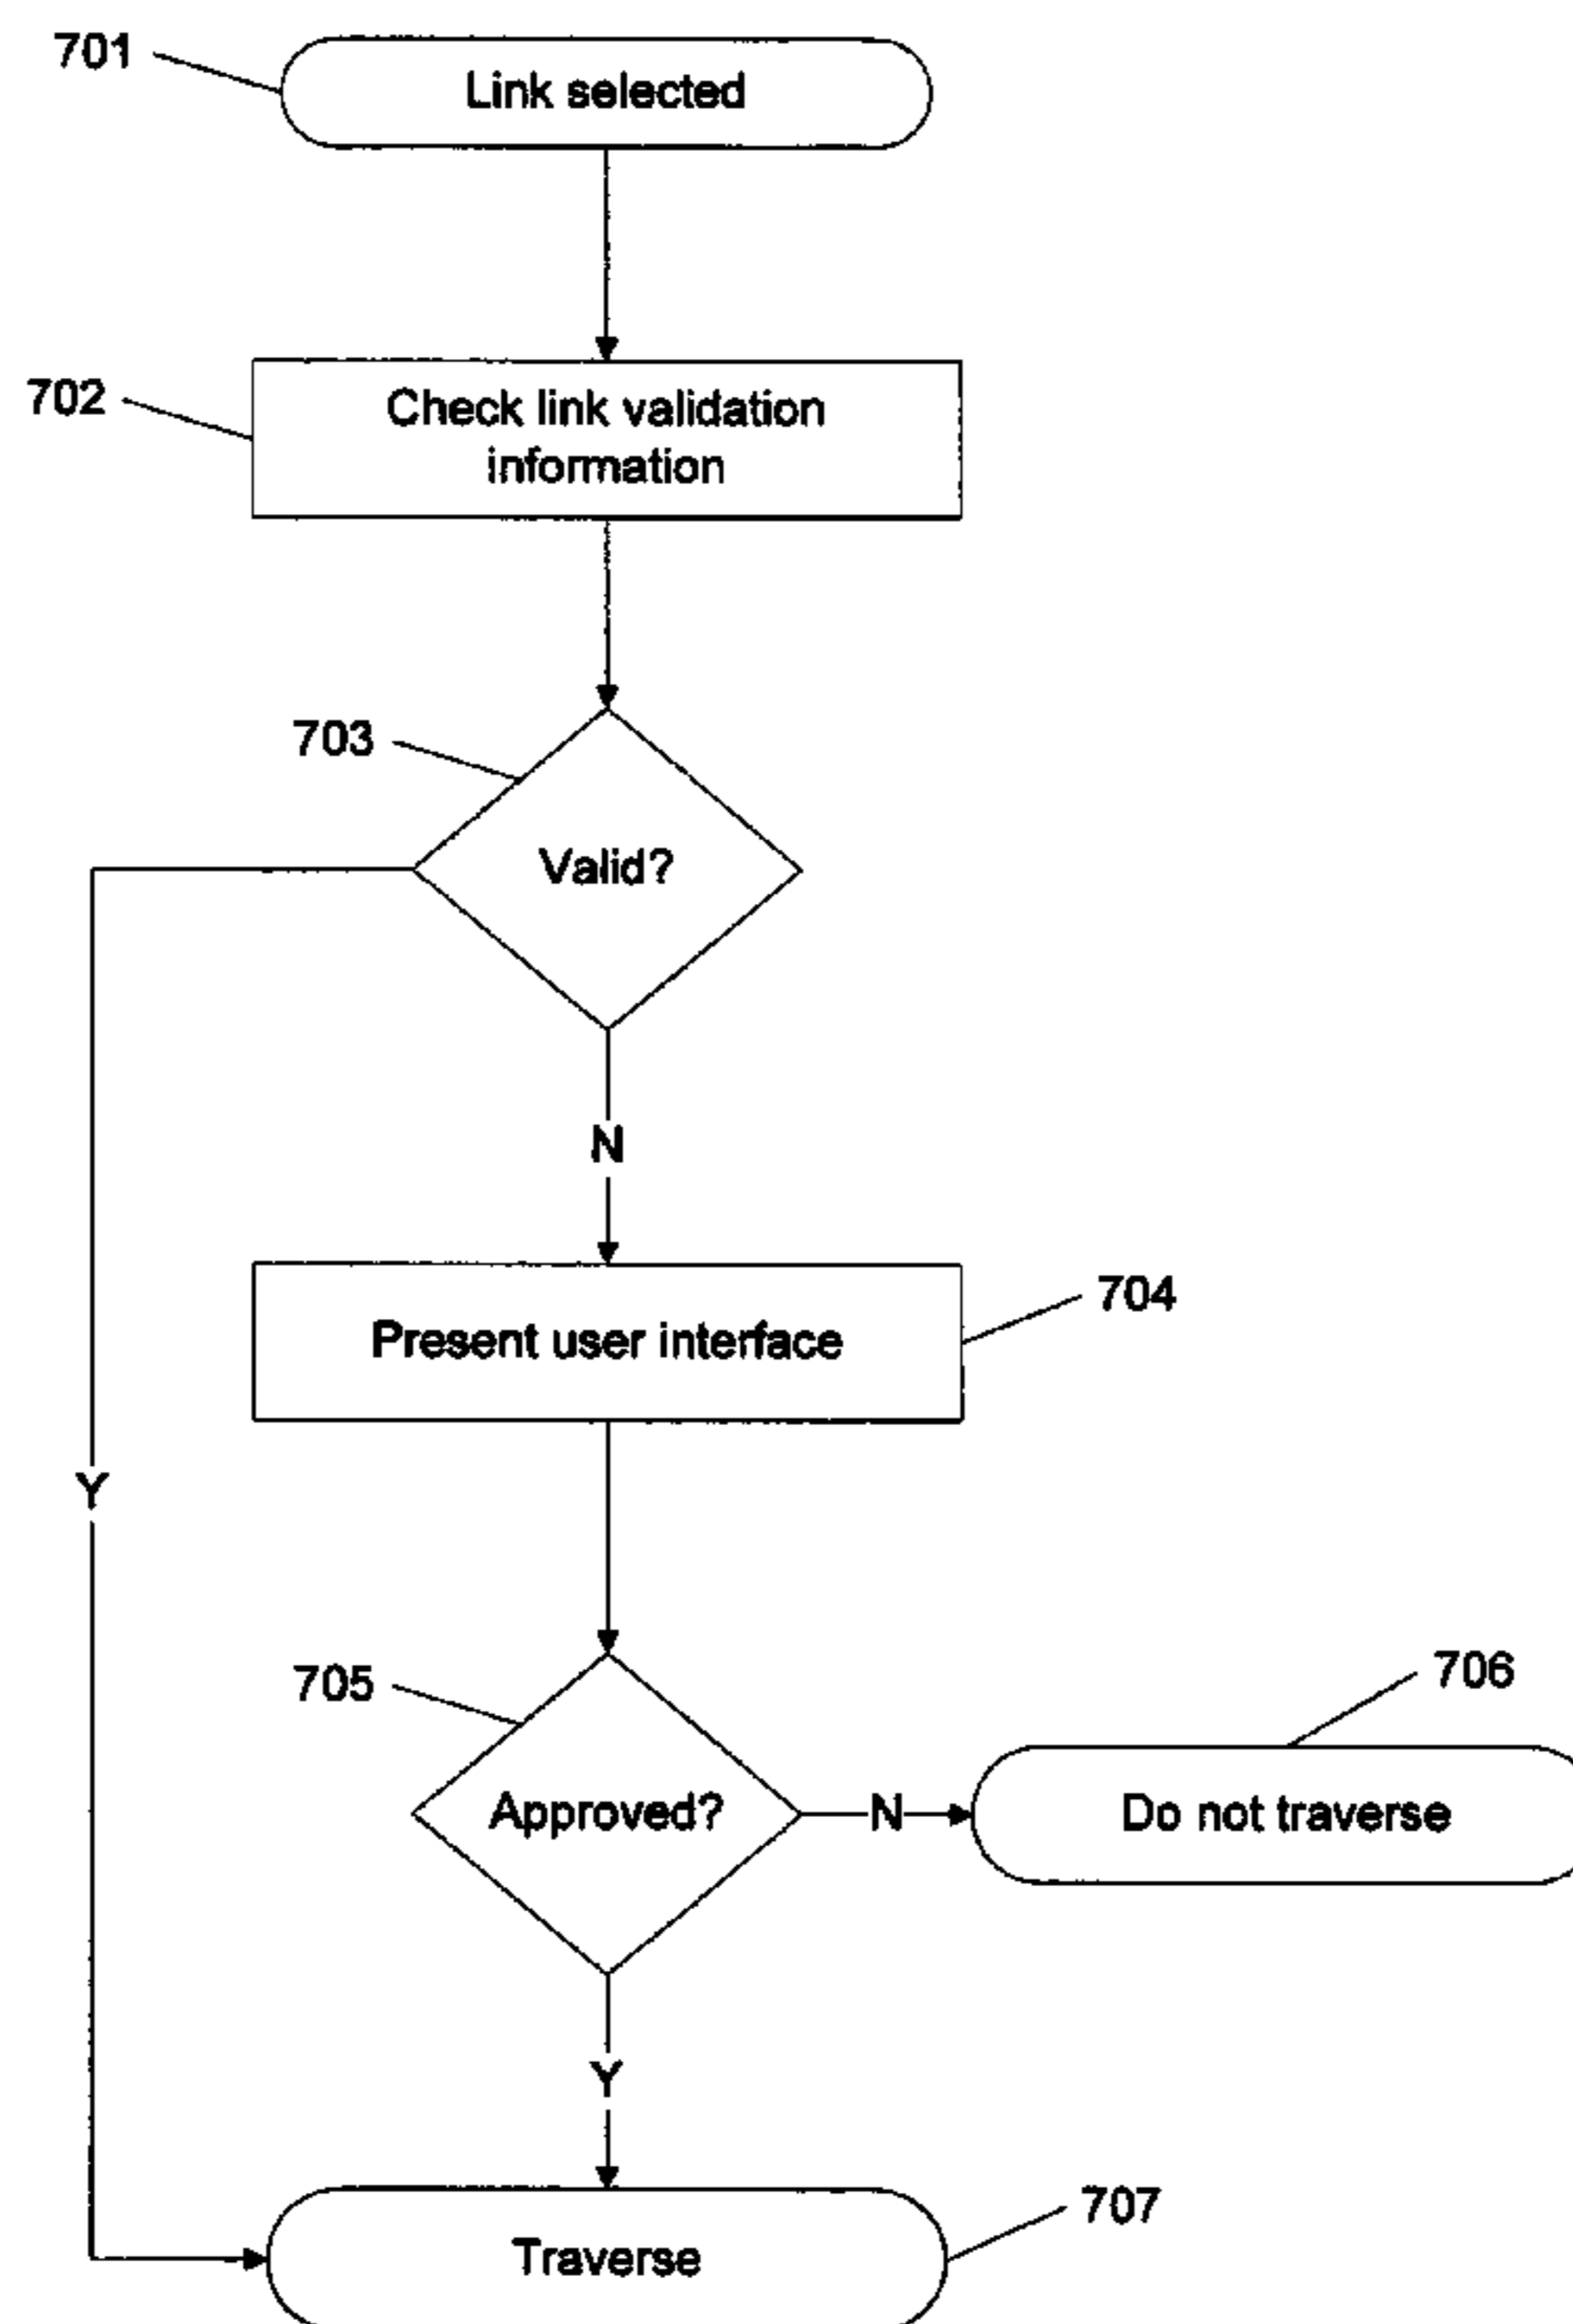 701
Link selected
702
Check link validation
information
703
Valid?
N
704
Present user interface
Y
705
Approved?
N
706
Do not traverse
Y
707
Traverse